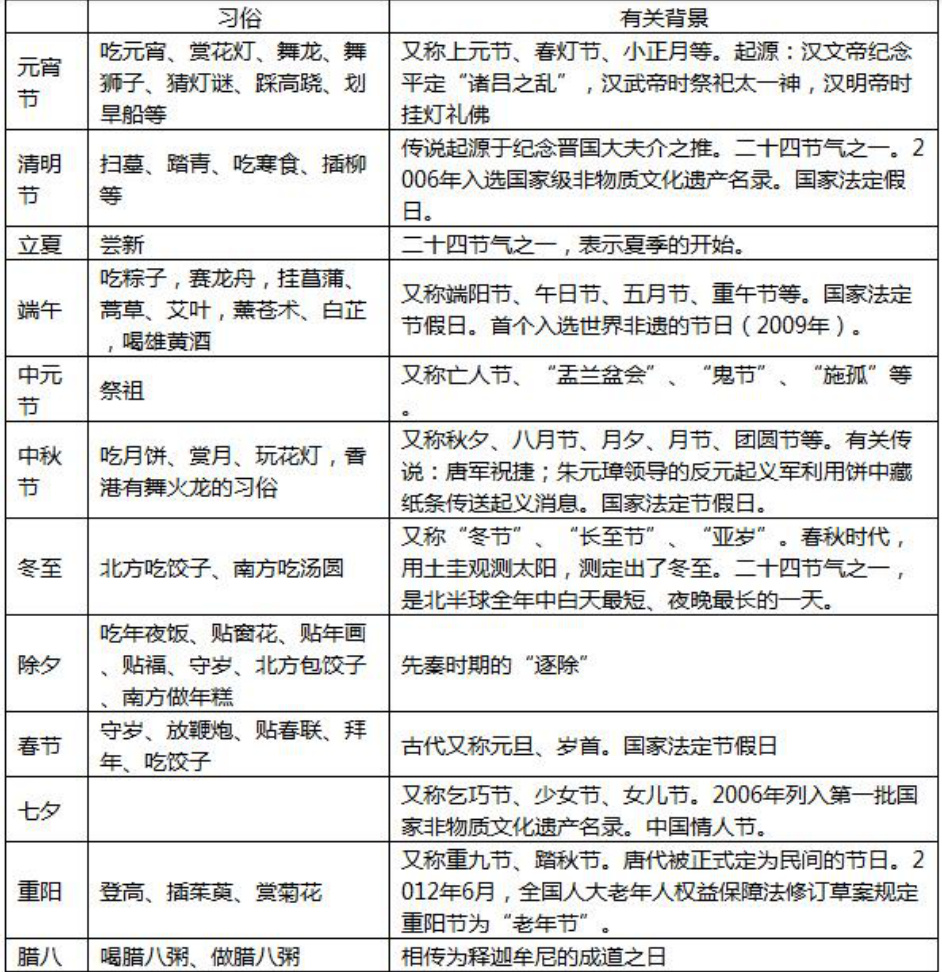 习俗 有关背景
元宵
节
吃元宵、赏花灯、舞龙、舞
狮子、猜灯谜、踩高跷、划
旱船等
又称上元节、春灯节、小正月等。起源：汉文帝纪念
平定“诸吕之乱”，汉武帝时祭祀太一神，汉明帝时
挂灯礼佛
清明
节
扫墓、踏青、吃寒食、插柳
等
传说起源于纪念晋国大夫介之推。二十四节气之一。2
006年入选国家级非物质文化遗产名录。国家法定假
日。
立夏
尝新
二十四节气之一，表示夏季的开始。
端午
吃粽子，赛龙舟，挂菖蒲、
蒿草、艾叶，薰苍术、白芷
，喝雄黄酒
又称端阳节、午日节、五月节、重午节等。国家法定
节假日。首个入选世界非遗的节日（2009年）。
中元
节
祭祖
又称亡人节、“盂兰盆会”、“鬼节”、“施孤”等
。
中秋
节
吃月饼、赏月、玩花灯，香
港有舞火龙的习俗
又称秋夕、八月节、月夕、月节、团圆节等。有关传
说：唐军祝捷；朱元璋领导的反元起义军利用饼中藏
纸条传送起义消息。国家法定节假日。
冬至
北方吃饺子、南方吃汤圆
又称“冬节”、“长至节”、“亚岁”。春秋时代，
用土圭观测太阳，测定出了冬至。二十四节气之一，
是北半球全年中白天最短、夜晚最长的一天。
除夕
吃年夜饭、贴窗花、贴年画
、贴福、守岁、北方包饺子
、南方做年糕
先秦时期的“逐除”
春节
守岁、放鞭炮、贴春联、拜
年、吃饺子
古代又称元旦、岁首。国家法定节假日
七夕
又称乞巧节、少女节、女儿节。2006年列入第一批国
家非物质文化遗产名录。中国情人节。
重阳
登高、插茱萸、赏菊花
又称重九节、踏秋节。唐代被正式定为民间的节日。2
012年6月，全国人大老年人权益保障法修订草案规定
重阳节为“老年节”。
腊八
喝腊八粥、做腊八粥
相传为释迦牟尼的成道之日